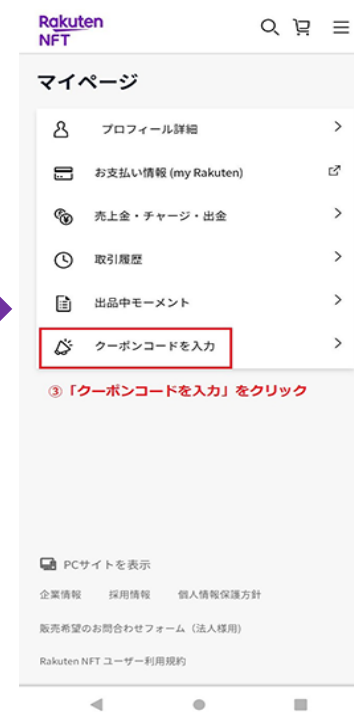 Rakuten
NFT
マイページ
プロフィール詳細
お支払い情報 (my Rakuten)
売上金・チャージ・出金
取引履歴
出品中モーメント
クーポンコードを入力
③「クーポンコードを入力」をクリック
PCサイトを表示
企業情報 採用情報 個人情報保護方針
販売希望のお問合わせフォーム（法人様用)
Rakuten NFT ユーザー利用規約